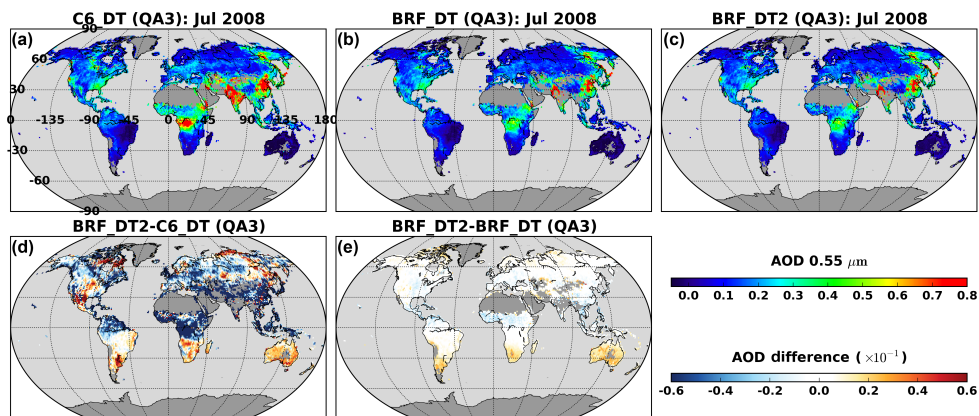 C6_DT (QA3): Jul 2008
BRF_DT (QA3): Jul 2008
BRF_DT2 (QA3): Jul 2008
(a)
(b)
(c)
90
60
30
0 -135 -90 -45 0 45 90 135 180
-30
-60
-90
BRF_DT2-C6_DT (QA3)
BRF_DT2-BRF_DT (QA3)
(d)
(e)
AOD 0.55 μm
0.0 0.1 0.2 0.3 0.4 0.5 0.6 0.7 0.8
AOD difference (×10⁻¹)
-0.6 -0.4 -0.2 0.0 0.2 0.4 0.6